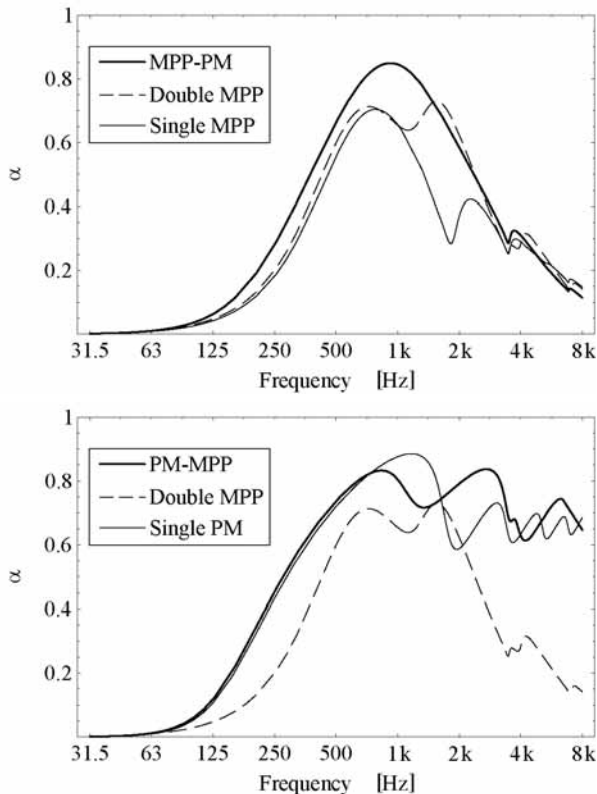 1
0.8
0.6
0.4
0.2
α
MPP-PM
Double MPP
Single MPP
31.5 63 125 250 500 1k 2k 4k 8k
Frequency [Hz]
1
0.8
0.6
0.4
0.2
α
PM-MPP
Double MPP
Single PM
31.5 63 125 250 500 1k 2k 4k 8k
Frequency [Hz]